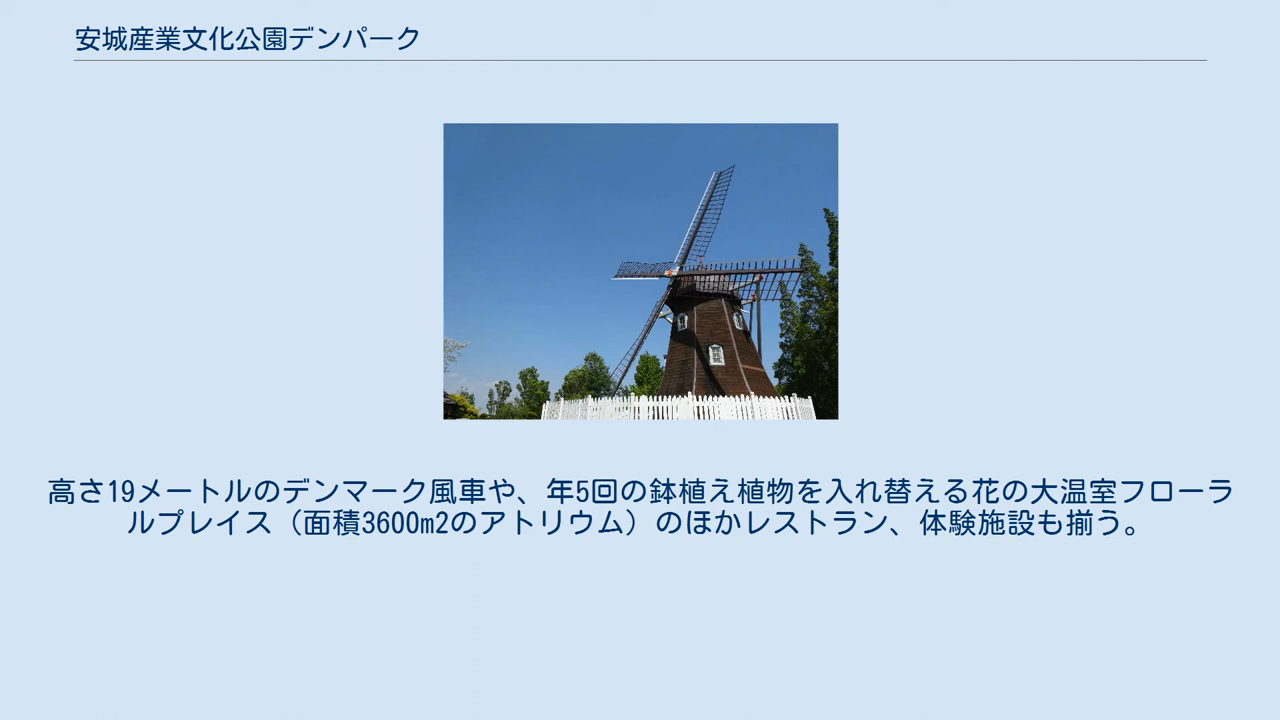 安城産業文化公園デンパーク
高さ19メートルのデンマーク風車や、年5回の鉢植え植物を入れ替える花の大温室フローラ
ルプレイス（面積3600m2のアトリウム）のほかレストラン、体験施設も揃う。